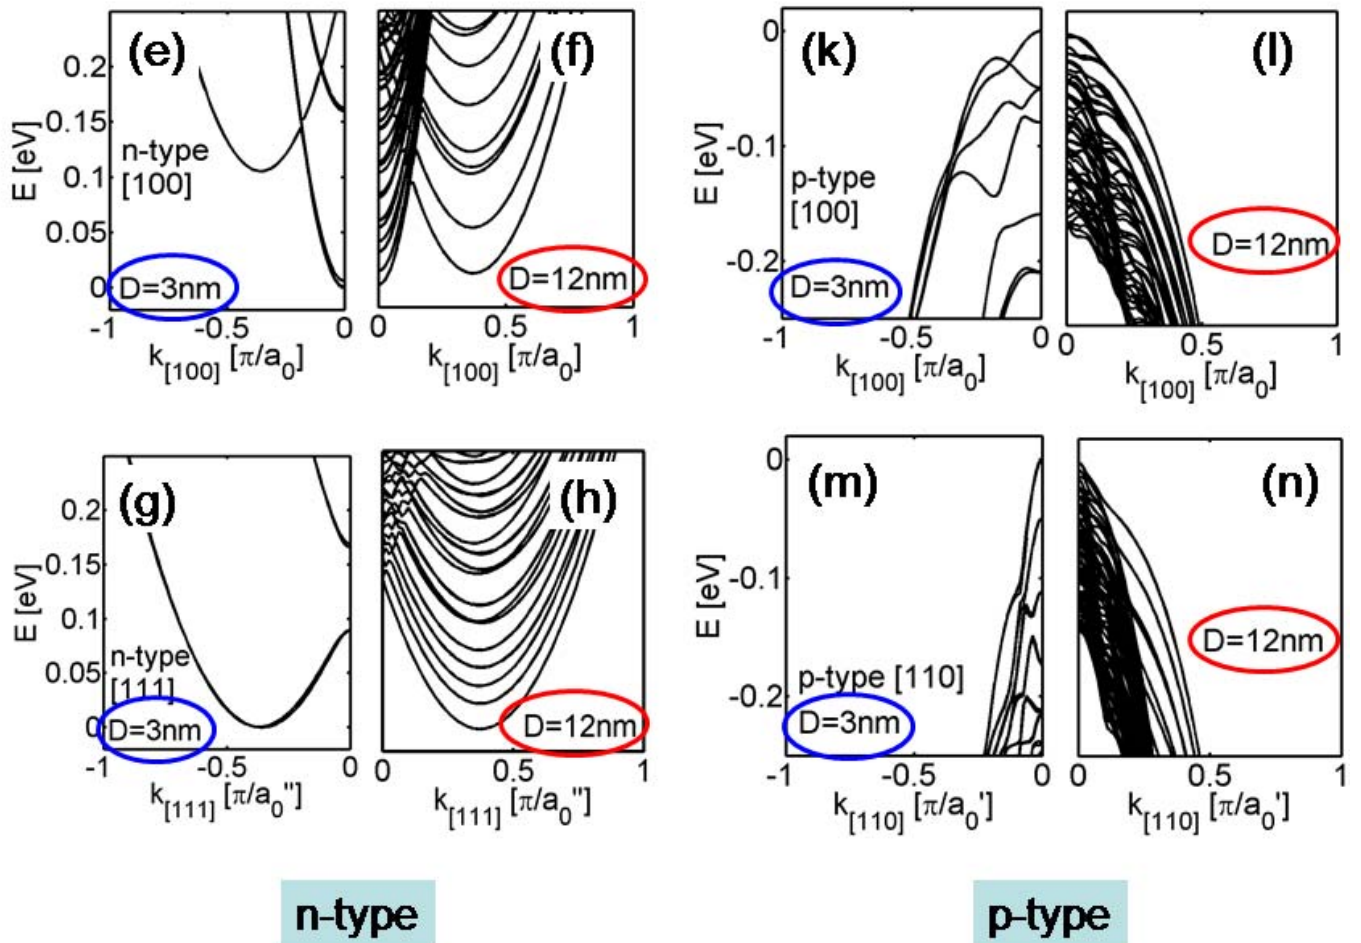 (e)
E [eV]
0.2
0.15
0.1
0.05
0
n-type
[100]
D=3nm
-1
-0.5
0
k[100] [π/a0]
(f)
D=12nm
0
0.5
1
k[100] [π/a0]
(k)
E [eV]
0
-0.1
-0.2
p-type
[100]
D=3nm
-1
-0.5
0
k[100] [π/a0]
(l)
D=12nm
0
0.5
1
k[100] [π/a0]
(g)
E [eV]
0.2
0.15
0.1
0.05
0
n-type
[111]
D=3nm
-1
-0.5
0
k[111] [π/a0'']
(h)
D=12nm
0
0.5
1
k[111] [π/a0'']
(m)
E [eV]
0
-0.1
-0.2
p-type [110]
D=3nm
-1
-0.5
0
k[110] [π/a0']
(n)
D=12nm
0
0.5
1
k[110] [π/a0']
n-type
p-type